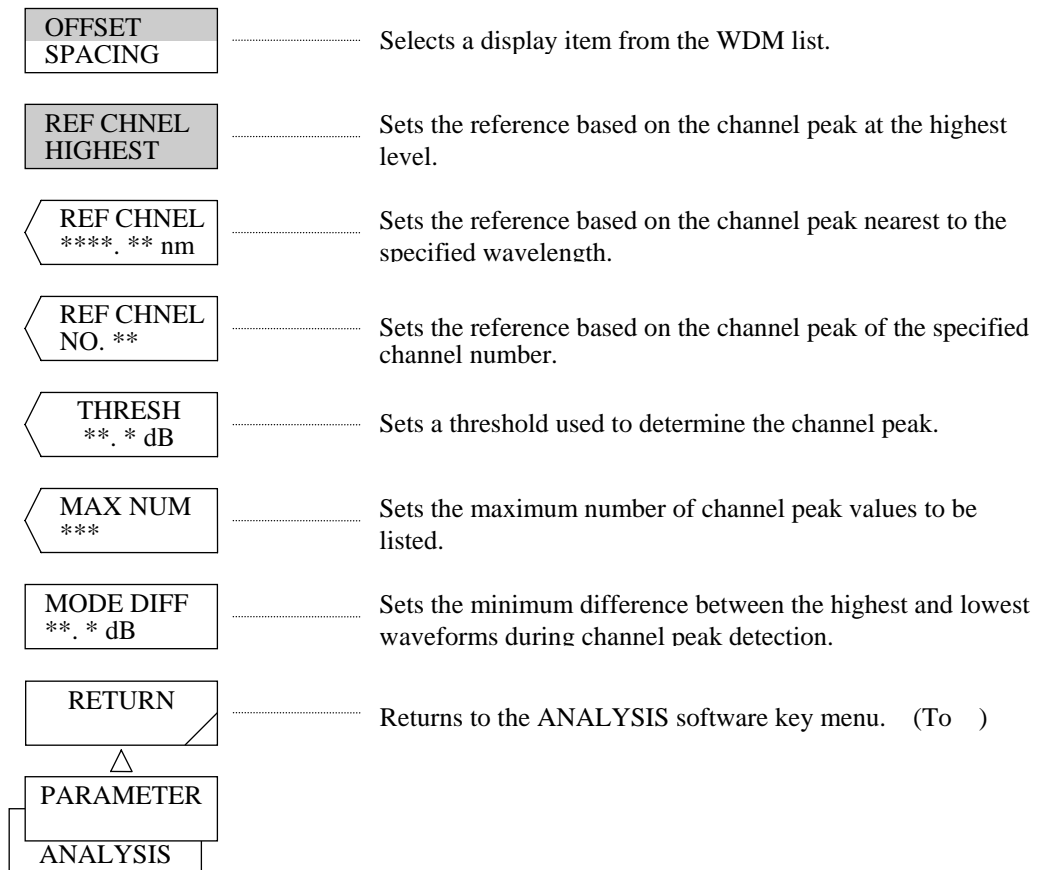 OFFSET
SPACING
Selects a display item from the WDM list.
REF CHNEL
HIGHEST
Sets the reference based on the channel peak at the highest
level.
REF CHNEL
****. ** nm
Sets the reference based on the channel peak nearest to the
specified wavelength.
REF CHNEL
NO. **
Sets the reference based on the channel peak of the specified
channel number.
THRESH
**. * dB
Sets a threshold used to determine the channel peak.
MAX NUM
***
Sets the maximum number of channel peak values to be
listed.
MODE DIFF
**. * dB
Sets the minimum difference between the highest and lowest
waveforms during channel peak detection.
RETURN
Returns to the ANALYSIS software key menu. (To )
PARAMETER
ANALYSIS